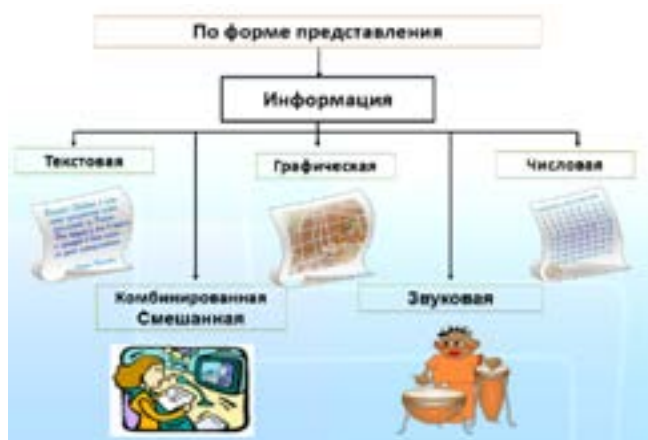 По форме представления
Информация
Текстовая
Графическая
Числовая
Комбинированная
Смешанная
Звуковая